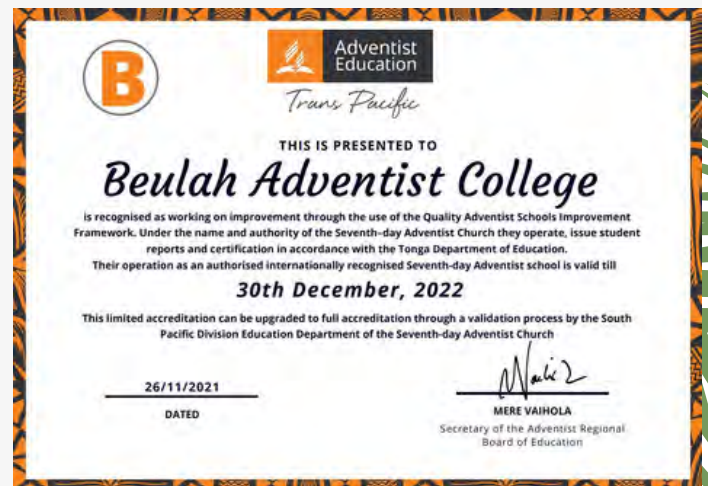 B
Adventist
Education
Trans Pacific
THIS IS PRESENTED TO
Beulah Adventist College
is recognised as working on improvement through the use of the Quality Adventist Schools Improvement
Framework. Under the name and authority of the Seventh-day Adventist Church they operate, issue student
reports and certification in accordance with the Tonga Department of Education.
Their operation as an authorised internationally recognised Seventh-day Adventist school is valid till
30th December, 2022
This limited accreditation can be upgraded to full accreditation through a validation process by the South
Pacific Division Education Department of the Seventh-day Adventist Church
26/11/2021
DATED
MERE VAIHOLA
Secretary of the Adventist Regional
Board of Education